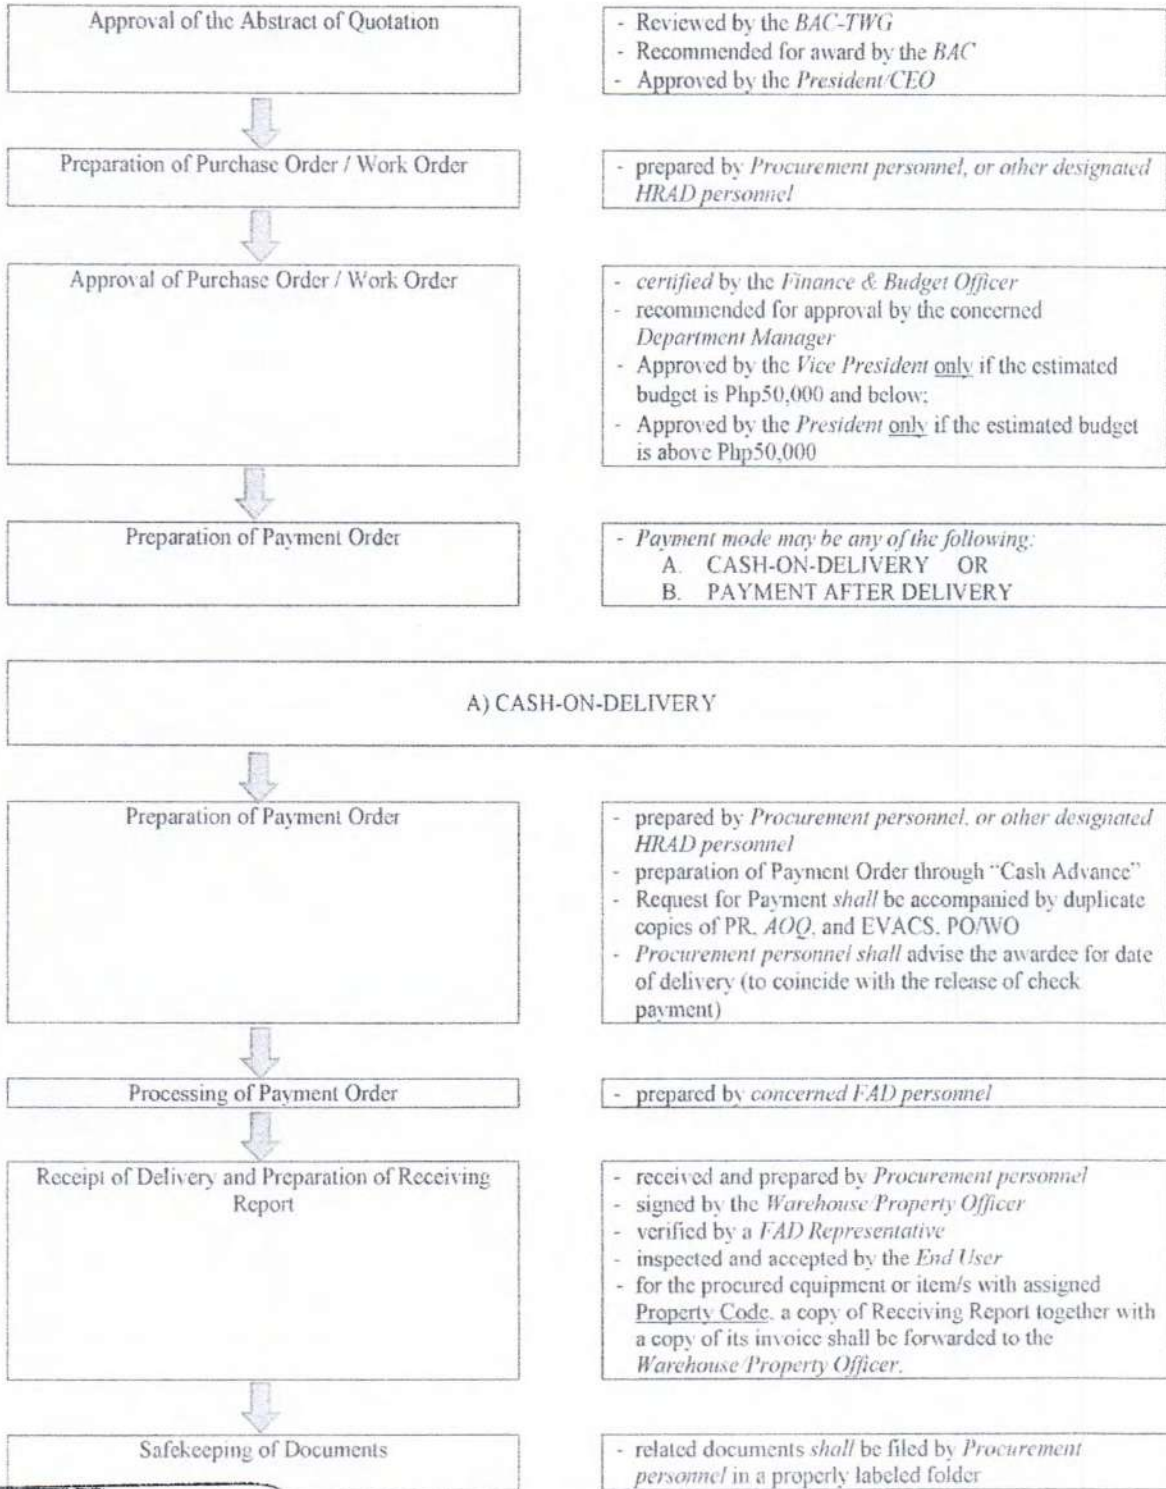 Approval of the Abstract of Quotation
- Reviewed by the BAC-TWG
- Recommended for award by the BAC
- Approved by the President/CEO
Preparation of Purchase Order / Work Order
- prepared by Procurement personnel, or other designated
HRAD personnel
Approval of Purchase Order / Work Order
- certified by the Finance & Budget Officer
- recommended for approval by the concerned
Department Manager
- Approved by the Vice President only if the estimated
budget is Php50,000 and below;
- Approved by the President only if the estimated budget
is above Php50,000
Preparation of Payment Order
- Payment mode may be any of the following:
A. CASH-ON-DELIVERY OR
B. PAYMENT AFTER DELIVERY
A) CASH-ON-DELIVERY
Preparation of Payment Order
- prepared by Procurement personnel, or other designated
HRAD personnel
- preparation of Payment Order through "Cash Advance"
- Request for Payment shall be accompanied by duplicate
copies of PR, AOQ, and EVACS, PO/WO
- Procurement personnel shall advise the awardee for date
of delivery (to coincide with the release of check
payment)
Processing of Payment Order
- prepared by concerned FAD personnel
Receipt of Delivery and Preparation of Receiving
Report
- received and prepared by Procurement personnel
- signed by the Warehouse/Property Officer
- verified by a FAD Representative
- inspected and accepted by the End User
- for the procured equipment or item/s with assigned
Property Code, a copy of Receiving Report together with
a copy of its invoice shall be forwarded to the
Warehouse/Property Officer.
Safekeeping of Documents
- related documents shall be filed by Procurement
personnel in a properly labeled folder